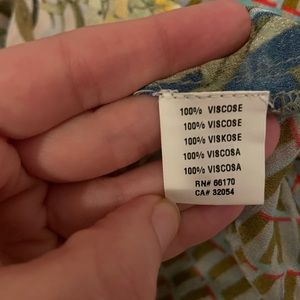 100% VISCOSE
100% VISCOSE
100% VISKOSE
100% VISCOSA
100% VISCOSA
RN# 66170
CA# 32054